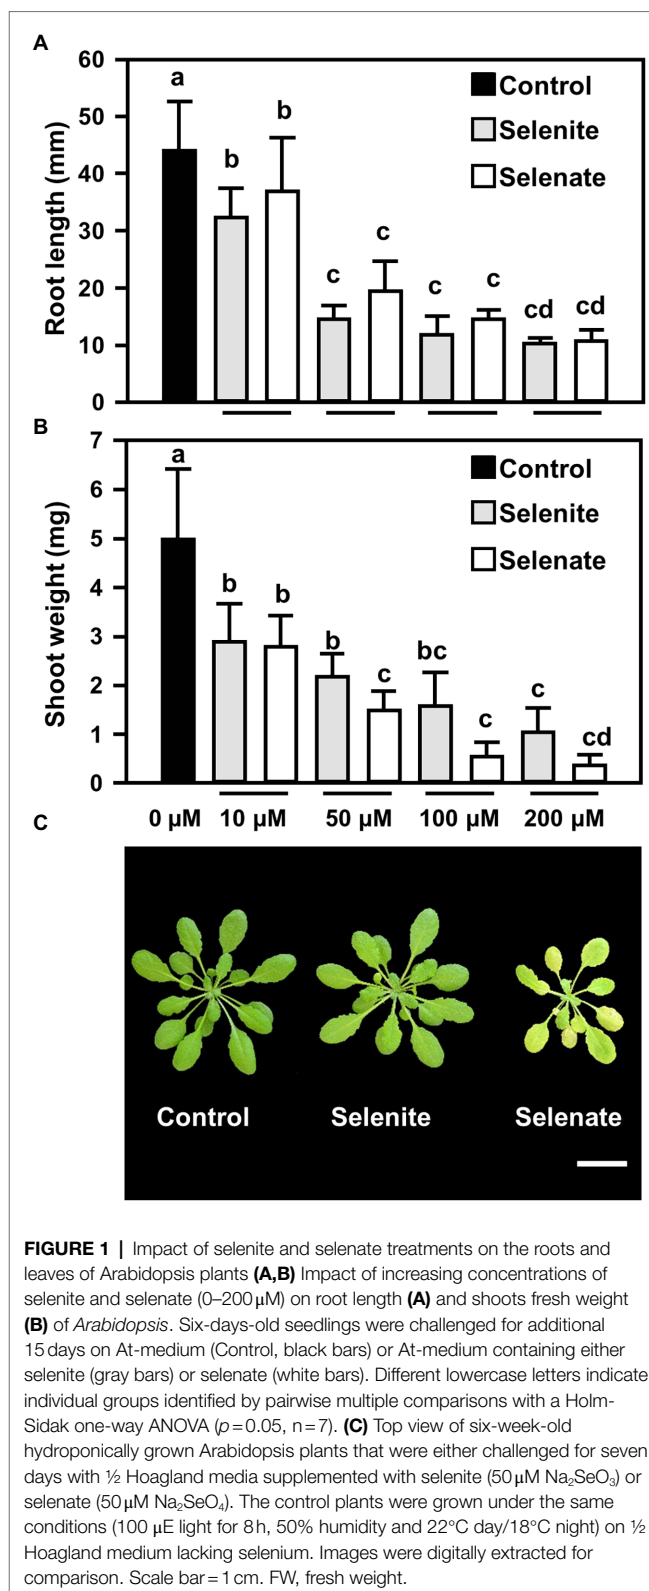 A
60
50
40
30
20
10
0
Root length (mm)
a
b
b
c
c
c
c
cd
cd
Control
Selenite
Selenate
B
7
6
5
4
3
2
1
0
Shoot weight (mg)
a
b
b
b
c
bc
c
c
cd
Control
Selenite
Selenate
0 µM 10 µM 50 µM 100 µM 200 µM
C
Control Selenite Selenate
FIGURE 1 | Impact of selenite and selenate treatments on the roots and
leaves of Arabidopsis plants (A,B) Impact of increasing concentrations of
selenite and selenate (0–200 µM) on root length (A) and shoots fresh weight
(B) of Arabidopsis. Six-days-old seedlings were challenged for additional
15 days on At-medium (Control, black bars) or At-medium containing either
selenite (gray bars) or selenate (white bars). Different lowercase letters indicate
individual groups identified by pairwise multiple comparisons with a Holm-
Sidak one-way ANOVA (p = 0.05, n = 7). (C) Top view of six-week-old
hydroponically grown Arabidopsis plants that were either challenged for seven
days with ½ Hoagland media supplemented with selenite (50 µM Na₂SeO₃) or
selenate (50 µM Na₂SeO₄). The control plants were grown under the same
conditions (100 µE light for 8 h, 50% humidity and 22°C day/18°C night) on ½
Hoagland medium lacking selenium. Images were digitally extracted for
comparison. Scale bar = 1 cm. FW, fresh weight.